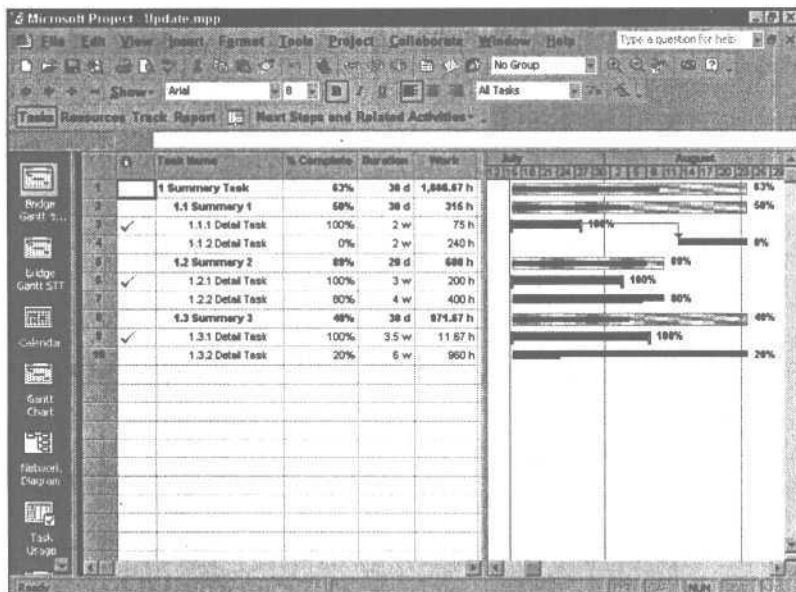 Microsoft Project - Update.mpp
File Edit View Insert Format Tools Project Collaborate Window Help Type a question for help
No Group
Show Arial 8 B I U All Tasks
Tasks Resources Track Report Next Steps and Related Activities
Task Name % Complete Duration Work July August
1 1 Summary Task 63% 30 d 63%
2 1.1 Summary 1 50% 30 d 315 h 50%
3 1.1.1 Detail Task 100% 2 w 75 h 100%
4 1.1.2 Detail Task 0% 2 w 240 h 0%
5 1.2 Summary 2 89% 20 d 600 h 89%
6 1.2.1 Detail Task 100% 3 w 200 h 100%
7 1.2.2 Detail Task 80% 4 w 400 h 80%
8 1.3 Summary 3 40% 30 d 971.67 h 40%
9 1.3.1 Detail Task 100% 3.5 w 11.67 h 100%
10 1.3.2 Detail Task 20% 6 w 960 h 20%
Bridge
Gantt
Bridge
Gantt STT
Calendar
Gantt
Chart
Network
Diagram
Task
Usage
Ready NUM